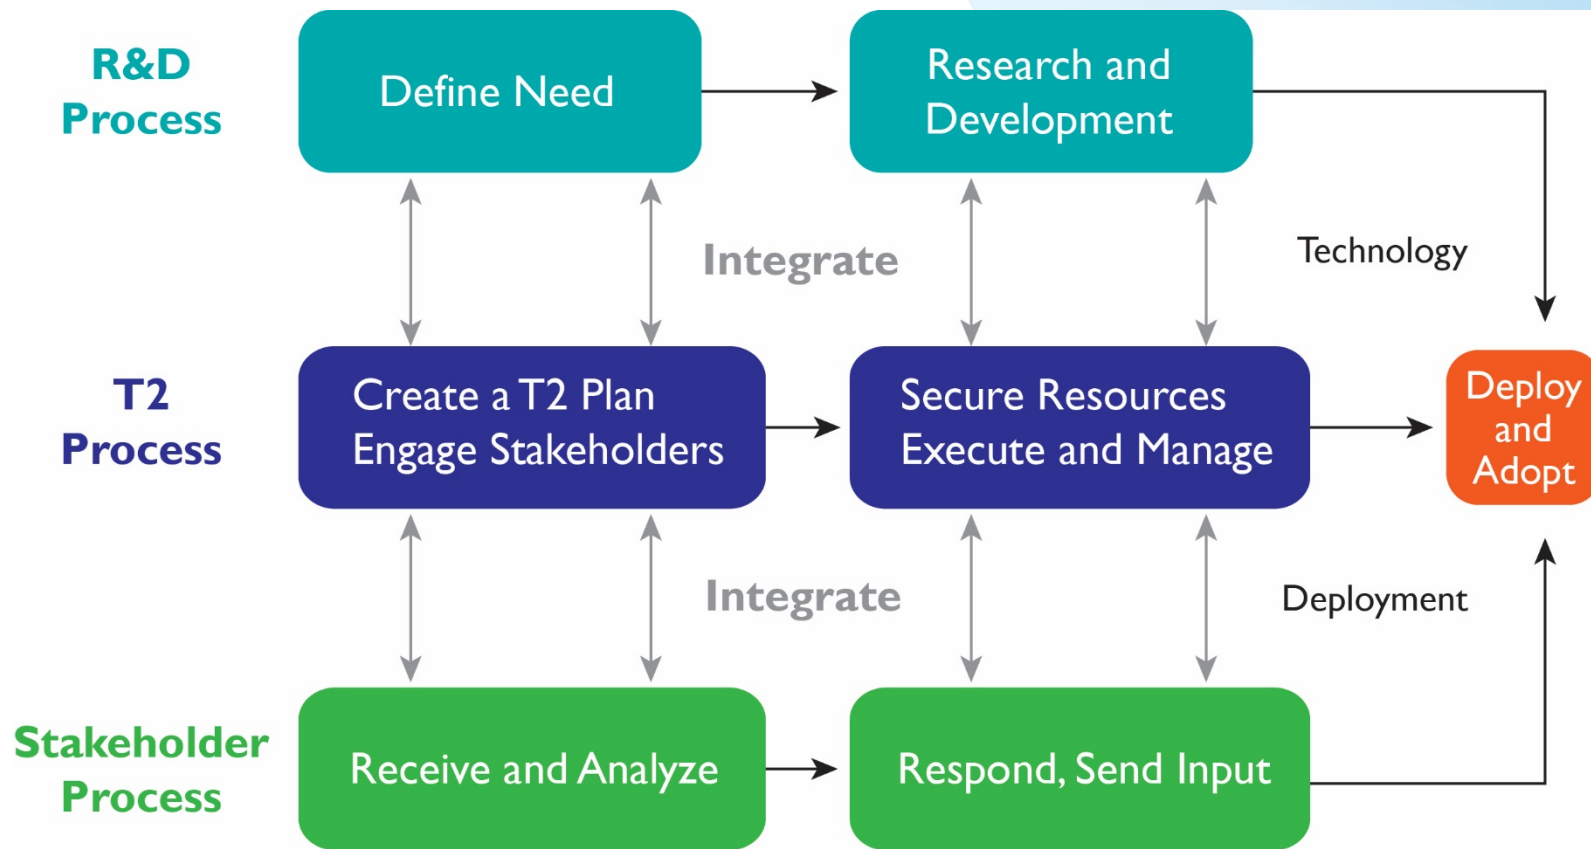 R&D
Process
Define Need
Research and
Development
Integrate
Technology
T2
Process
Create a T2 Plan
Engage Stakeholders
Secure Resources
Execute and Manage
Deploy
and
Adopt
Integrate
Deployment
Stakeholder
Process
Receive and Analyze
Respond, Send Input